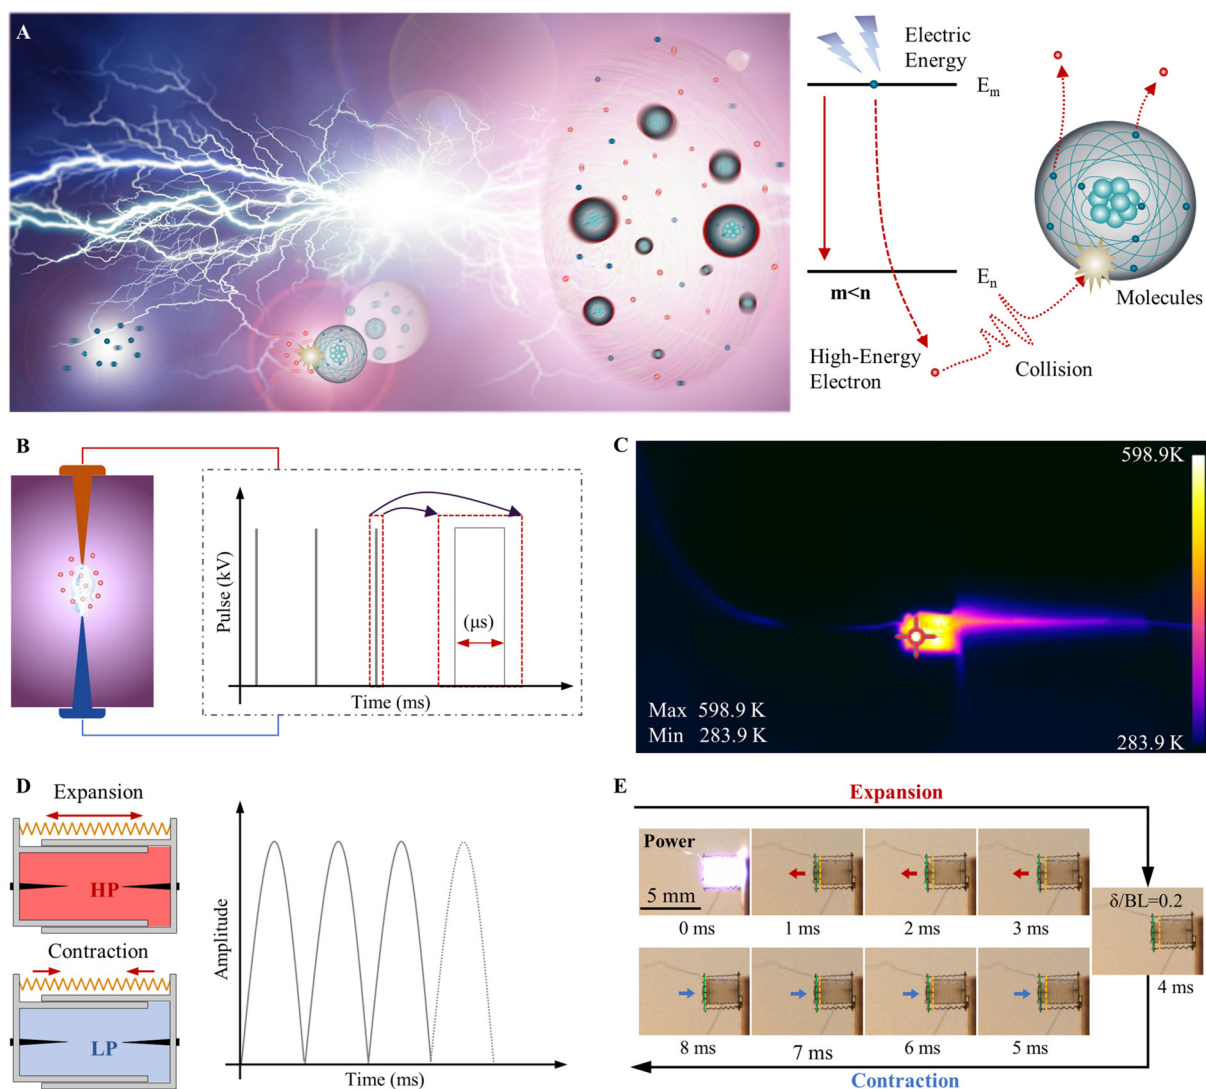 A
Electric
Energy
Eₘ
m<n
Eₙ
Molecules
High-Energy
Electron
Collision
B
Pulse (kV)
(μs)
Time (ms)
C
598.9K
Max 598.9 K
Min 283.9 K
283.9 K
D
Expansion
HP
Contraction
LP
Amplitude
Time (ms)
E
Expansion
Power
5 mm
0 ms
1 ms
2 ms
3 ms
δ/BL=0.2
4 ms
8 ms
7 ms
6 ms
5 ms
Contraction